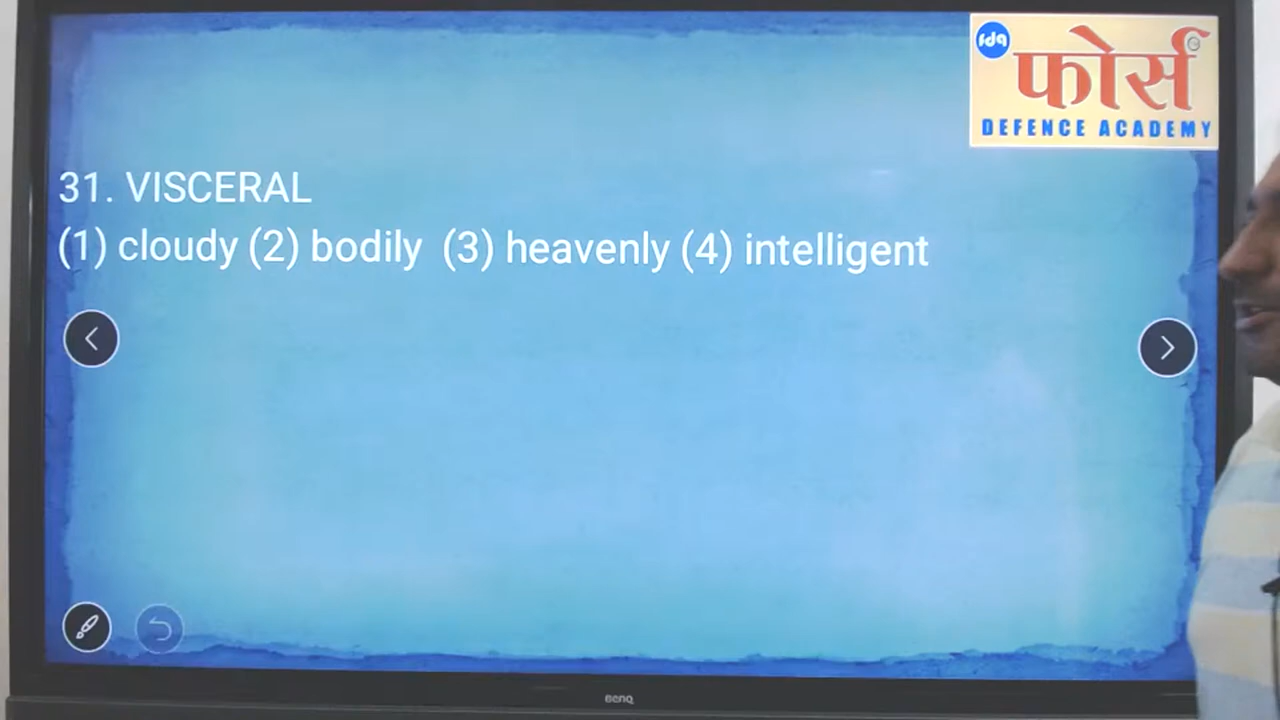 fda
फोर्स
DEFENCE ACADEMY
31. VISCERAL
(1) cloudy (2) bodily (3) heavenly (4) intelligent
BenQ